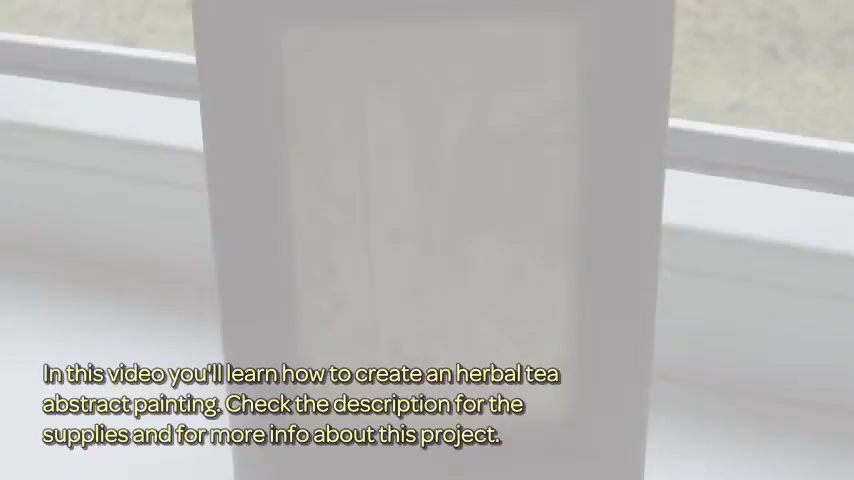 In this video you'll learn how to create an herbal tea
abstract painting. Check the description for the
supplies and for more info about this project.